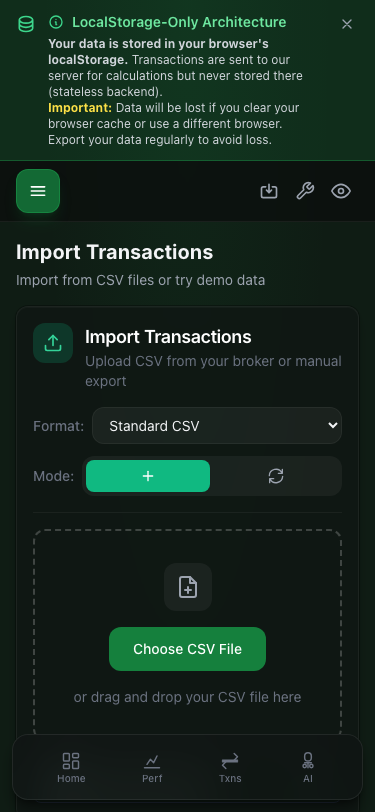 LocalStorage-Only Architecture
Your data is stored in your browser's
localStorage. Transactions are sent to our
server for calculations but never stored there
(stateless backend).
Important: Data will be lost if you clear your
browser cache or use a different browser.
Export your data regularly to avoid loss.
Import Transactions
Import from CSV files or try demo data
Import Transactions
Upload CSV from your broker or manual
export
Format: Standard CSV
Mode:
Choose CSV File
or drag and drop your CSV file here
Home Perf Txns AI